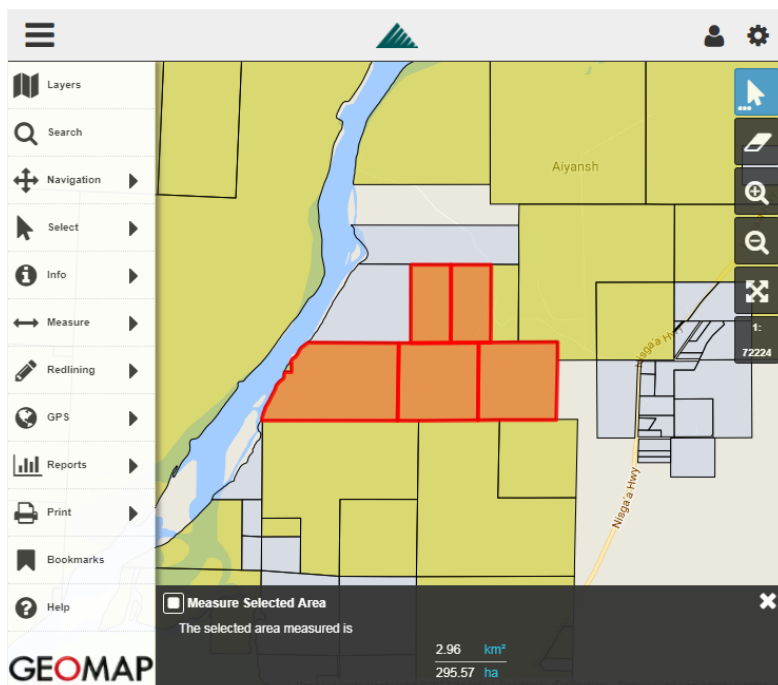 Layers
Search
Navigation
Select
Info
Measure
Redlining
GPS
Reports
Print
Bookmarks
Help
GEOMAP
Aiyansh
Nisga'a Hwy
Nisga'a Hwy
1:
72224
Measure Selected Area
The selected area measured is
2.96 km²
295.57 ha